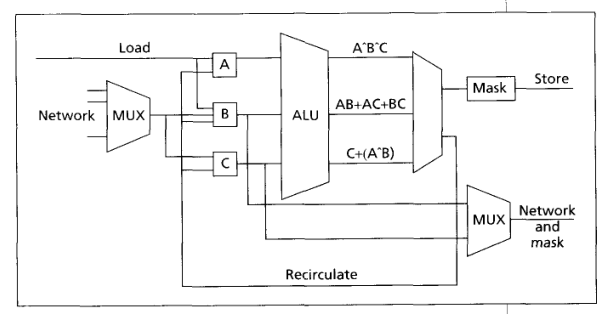 Load
A^B^C
A
Store
Mask
Network
MUX
B
ALU
AB+AC+BC
C
C+(A^B)
MUX
Network
and
mask
Recirculate